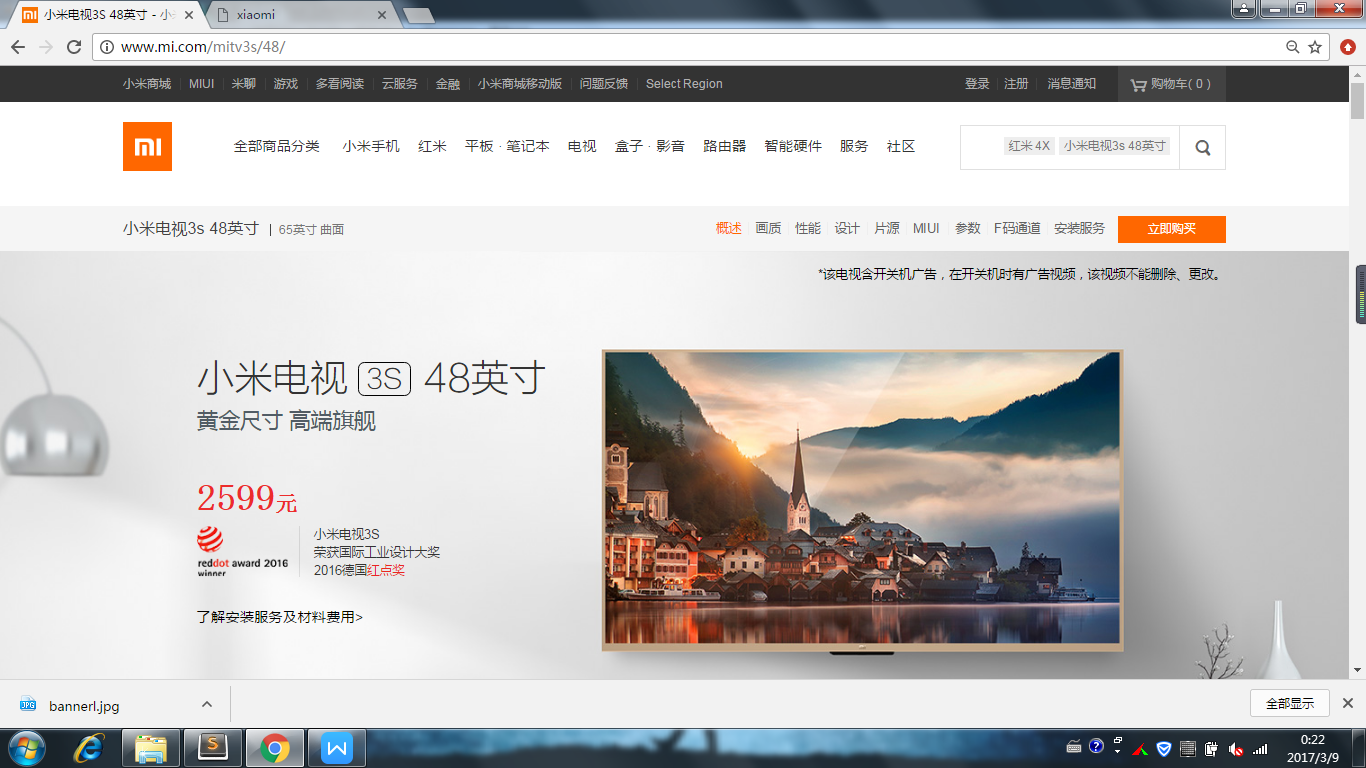 小米电视3S 48英寸 - 小
xiaomi
www.mi.com/mitv3s/48/
小米商城 MIUI 米聊 游戏 多看阅读 云服务 金融 小米商城移动版 问题反馈 Select Region 登录 注册 消息通知 购物车( 0 )
全部商品分类 小米手机 红米 平板 · 笔记本 电视 盒子 · 影音 路由器 智能硬件 服务 社区 红米 4X 小米电视3s 48英寸
小米电视3s 48英寸 | 65英寸 曲面 概述 画质 性能 设计 片源 MIUI 参数 F码通道 安装服务 立即购买
*该电视含开关机广告，在开关机时有广告视频，该视频不能删除、更改。
小米电视 3S 48英寸
黄金尺寸 高端旗舰
2599元
reddot award 2016
winner
小米电视3S
荣获国际工业设计大奖
2016德国红点奖
了解安装服务及材料费用>
JPG bannerl.jpg 全部显示
0:22
2017/3/9